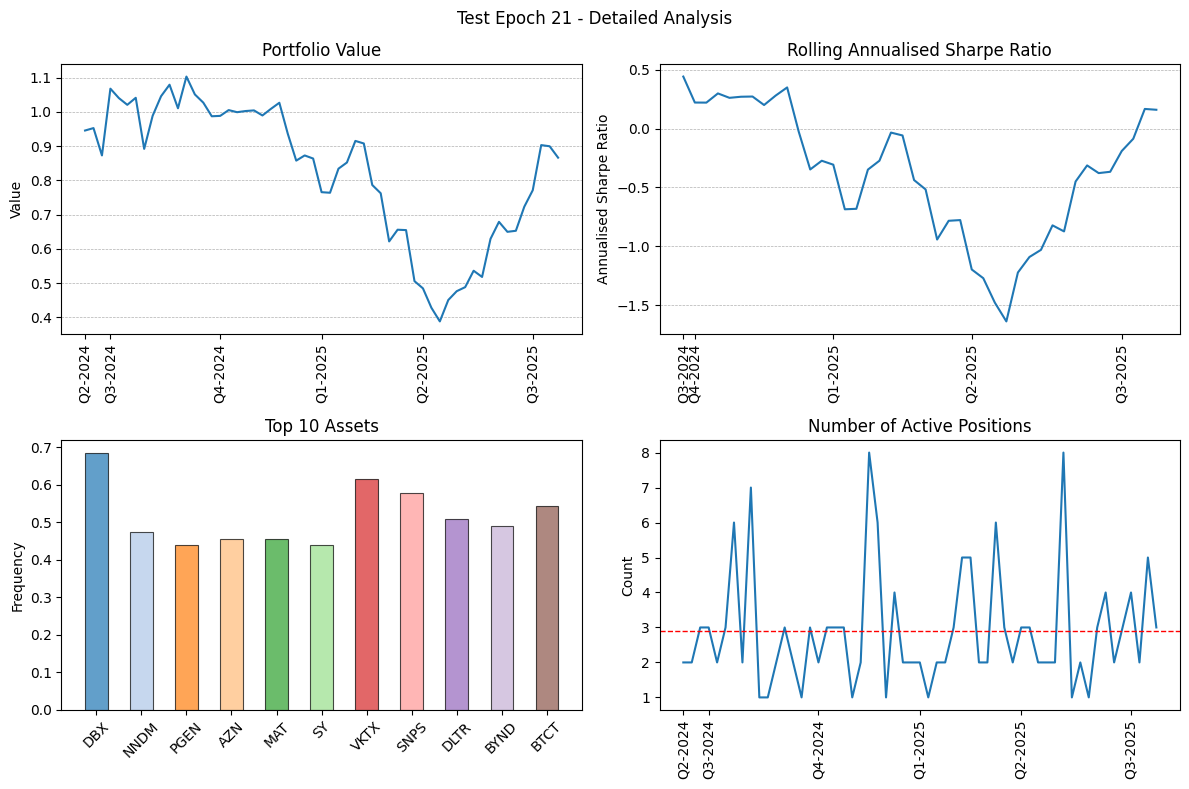 Test Epoch 21 - Detailed Analysis
Portfolio Value
Value
1.1
1.0
0.9
0.8
0.7
0.6
0.5
0.4
Q2-2024
Q3-2024
Q4-2024
Q1-2025
Q2-2025
Q3-2025
Rolling Annualised Sharpe Ratio
Annualised Sharpe Ratio
0.5
0.0
−0.5
−1.0
−1.5
Q3-2024
Q4-2024
Q1-2025
Q2-2025
Q3-2025
Top 10 Assets
Frequency
0.7
0.6
0.5
0.4
0.3
0.2
0.1
0.0
DBX
NNDM
PGEN
AZN
MAT
SY
VKTX
SNPS
DLTR
BYND
BTCT
Number of Active Positions
Count
8
7
6
5
4
3
2
1
Q2-2024
Q3-2024
Q4-2024
Q1-2025
Q2-2025
Q3-2025